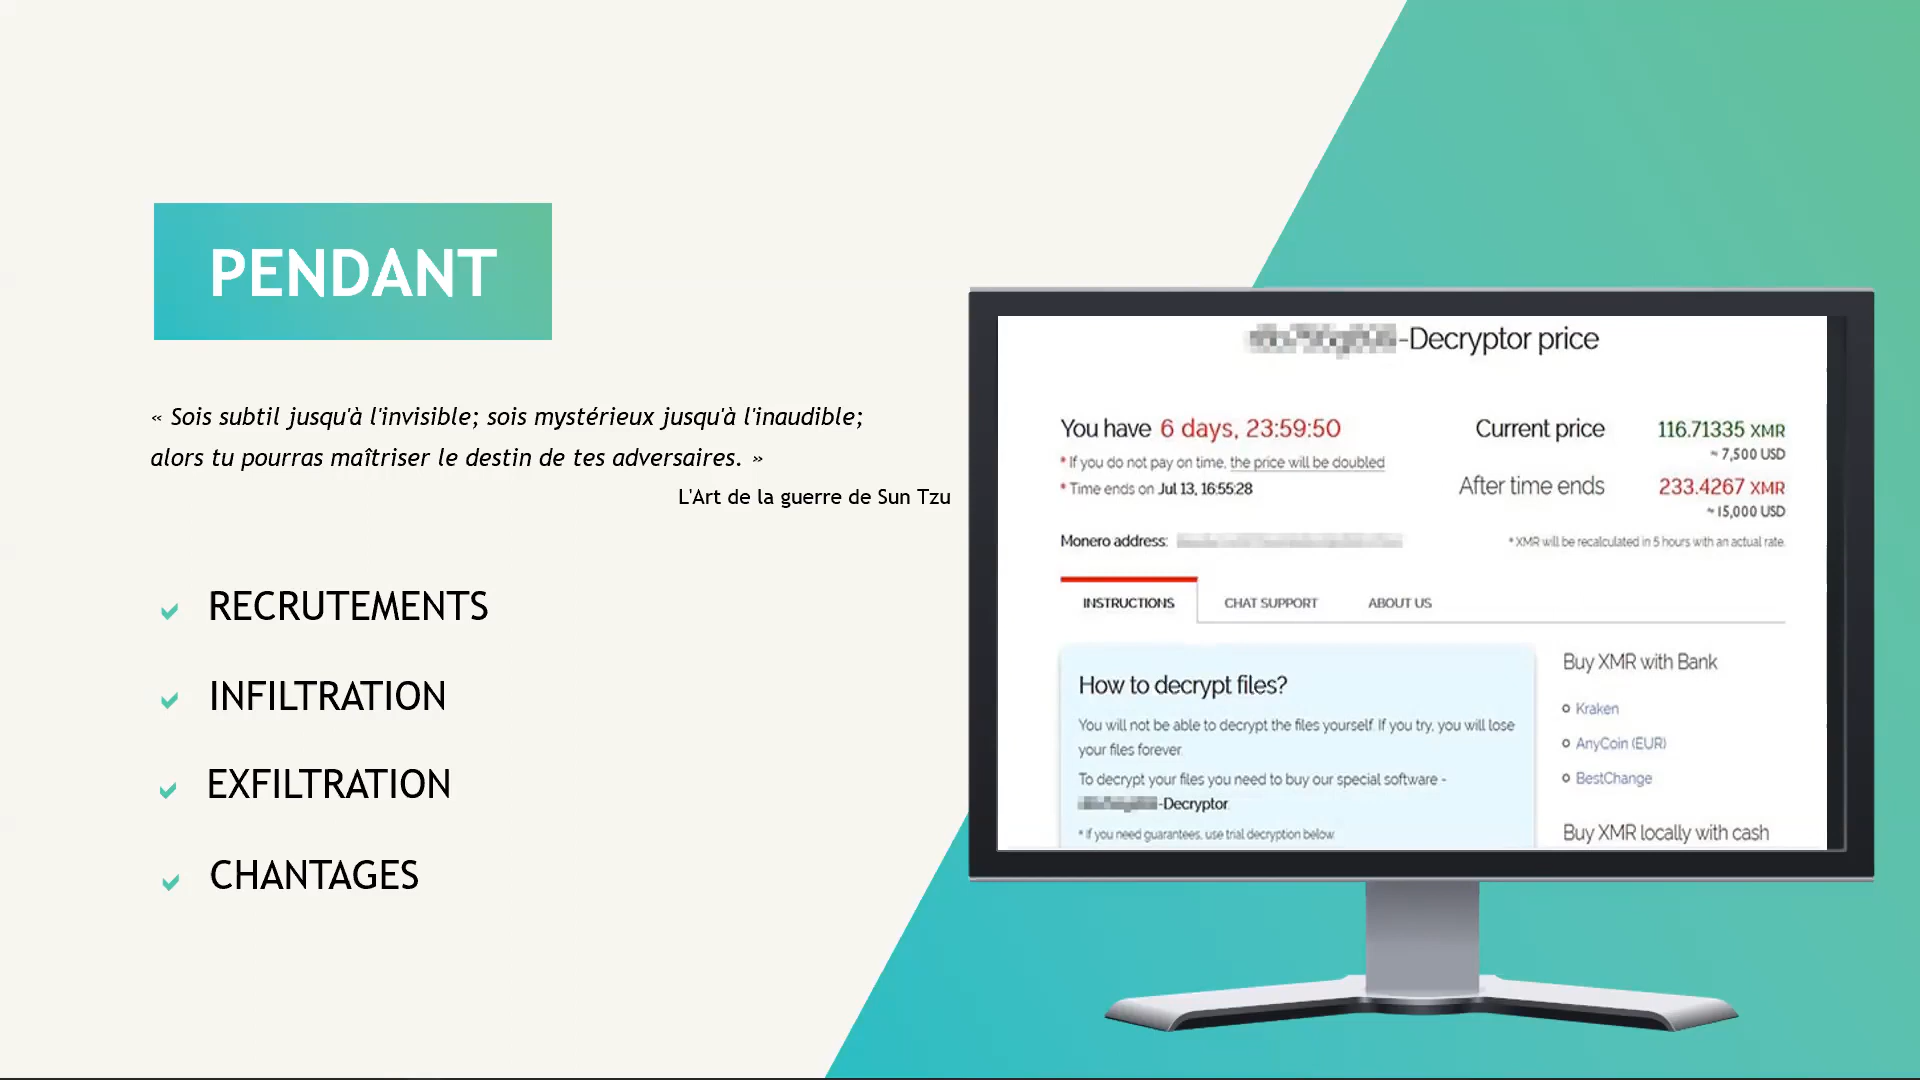 PENDANT
« Sois subtil jusqu'à l'invisible; sois mystérieux jusqu'à l'inaudible;
alors tu pourras maîtriser le destin de tes adversaires. »
L'Art de la guerre de Sun Tzu
RECRUTEMENTS
INFILTRATION
EXFILTRATION
CHANTAGES
-Decryptor price
You have 6 days, 23:59:50
* If you do not pay on time, the price will be doubled
* Time ends on Jul 13, 16:55:28
Current price 116.71335 XMR
≈ 7,500 USD
After time ends 233.4267 XMR
≈ 15,000 USD
Monero address:
* XMR will be recalculated in 5 hours with an actual rate.
INSTRUCTIONS CHAT SUPPORT ABOUT US
How to decrypt files?
You will not be able to decrypt the files yourself. If you try, you will lose
your files forever.
To decrypt your files you need to buy our special software -
-Decryptor
* If you need guarantees, use trial decryption below.
Buy XMR with Bank
Kraken
AnyCoin (EUR)
BestChange
Buy XMR locally with cash